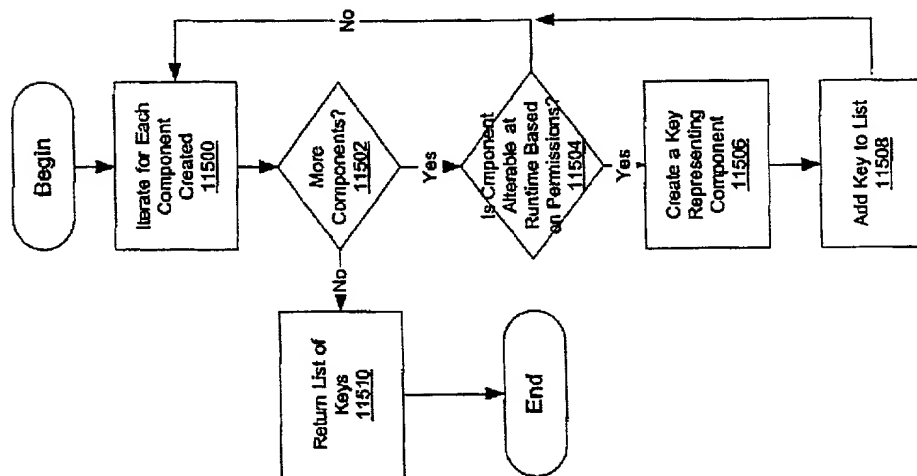 Begin
Iterate for Each
Component
Created
11500
More
Components?
11502
No
Yes
Is Cmponent
Alterable at
Runtime Based
on Permissions?
11504
No
Yes
Create a Key
Representing
Component
11506
Add Key to List
11508
Return List of
Keys
11510
End